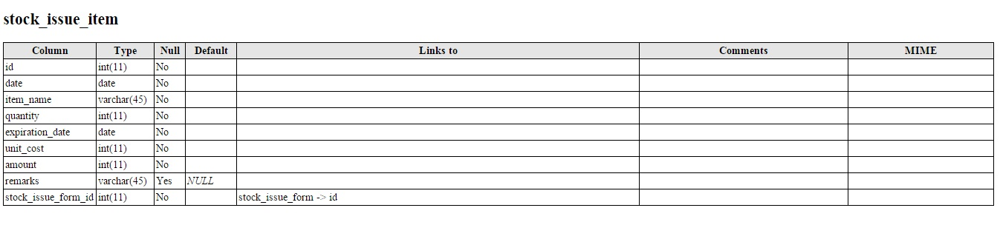 stock_issue_item
Column Type Null Default Links to Comments MIME
id int(11) No
date date No
item_name varchar(45) No
quantity int(11) No
expiration_date date No
unit_cost int(11) No
amount int(11) No
remarks varchar(45) Yes NULL
stock_issue_form_id int(11) No stock_issue_form -> id